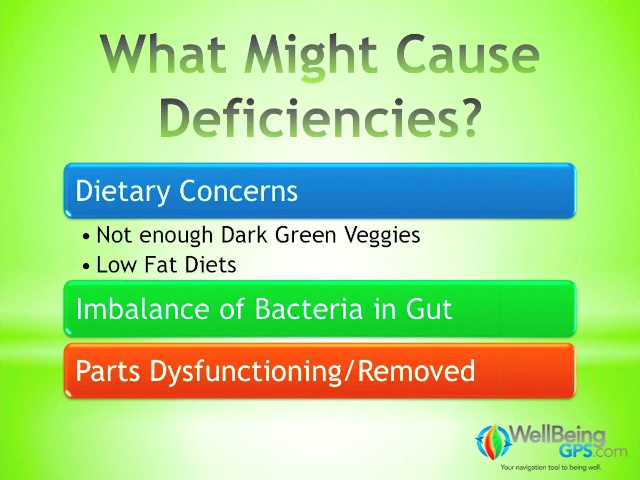 What Might Cause
Deficiencies?
Dietary Concerns
• Not enough Dark Green Veggies
• Low Fat Diets
Imbalance of Bacteria in Gut
Parts Dysfunctioning/Removed
WellBeing
GPS.com
Your navigation tool to being well.